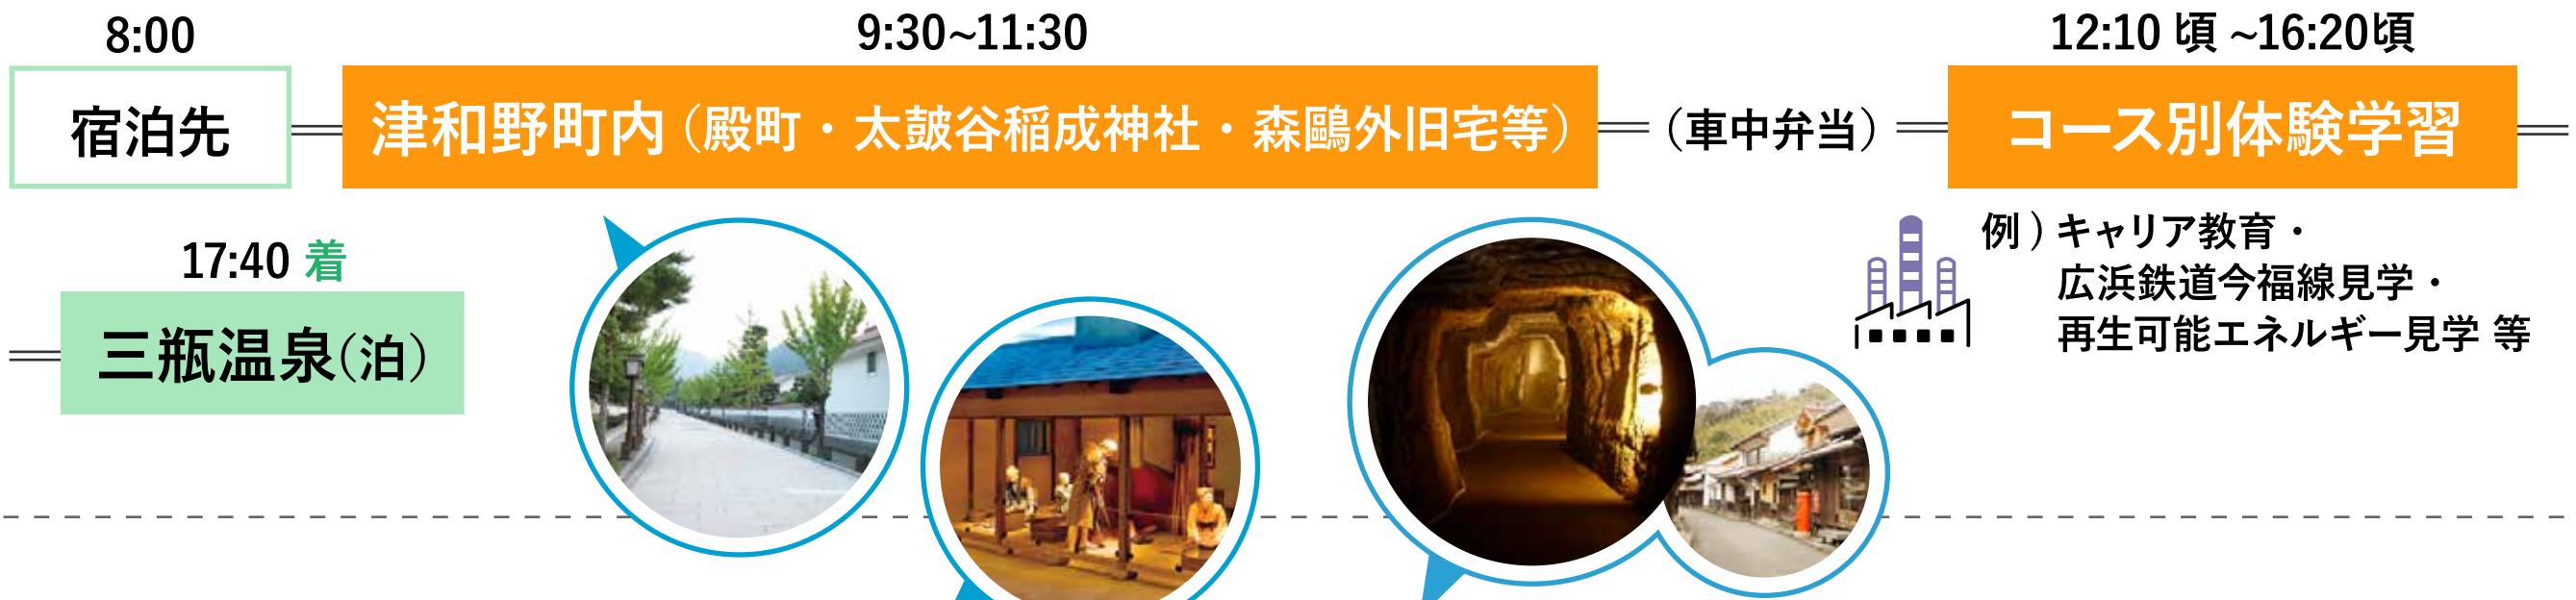 8:00
宿泊先
9:30~11:30
津和野町内（殿町・太鼓谷稲成神社・森鷗外旧宅等）
（車中弁当）
12:10 頃 ~16:20頃
コース別体験学習
例）キャリア教育・
広浜鉄道今福線見学・
再生可能エネルギー見学 等
17:40 着
三瓶温泉（泊）